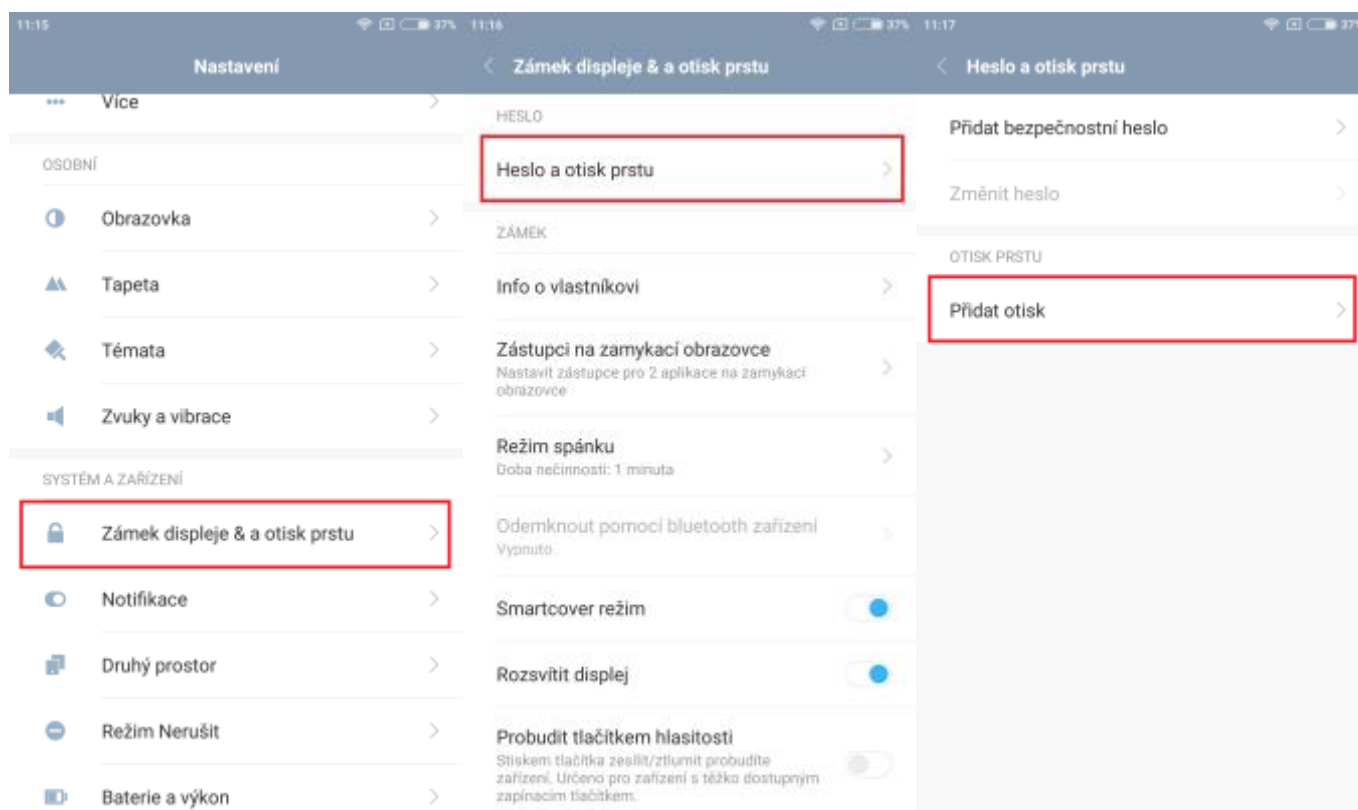 11:15
37%
Nastavení
Více
OSOBNÍ
Obrazovka
Tapeta
Témata
Zvuky a vibrace
SYSTÉM A ZAŘÍZENÍ
Zámek displeje & a otisk prstu
Notifikace
Druhý prostor
Režim Nerušit
Baterie a výkon
11:16
37%
Zámek displeje & a otisk prstu
HESLO
Heslo a otisk prstu
ZÁMEK
Info o vlastníkovi
Zástupci na zamykací obrazovce
Nastavit zástupce pro 2 aplikace na zamykací
obrazovce
Režim spánku
Doba nečinnosti: 1 minuta
Odemknout pomocí bluetooth zařízení
Vypnuto
Smartcover režim
Rozsvítit displej
Probudit tlačítkem hlasitosti
Stiskem tlačítka zesílit/ztlumit probudíte
zařízení. Určeno pro zařízení s těžko dostupným
zapínacím tlačítkem.
11:17
37%
Heslo a otisk prstu
Přidat bezpečnostní heslo
Změnit heslo
OTISK PRSTU
Přidat otisk